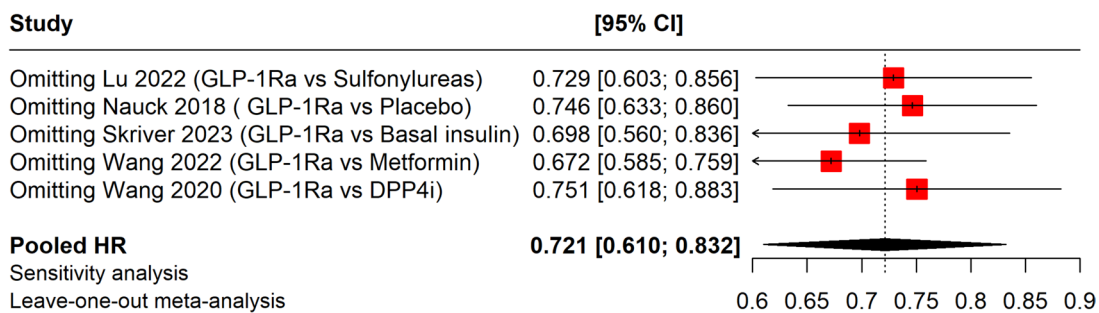 Study [95% CI]
Omitting Lu 2022 (GLP-1Ra vs Sulfonylureas) 0.729 [0.603; 0.856]
Omitting Nauck 2018 ( GLP-1Ra vs Placebo) 0.746 [0.633; 0.860]
Omitting Skriver 2023 (GLP-1Ra vs Basal insulin) 0.698 [0.560; 0.836]
Omitting Wang 2022 (GLP-1Ra vs Metformin) 0.672 [0.585; 0.759]
Omitting Wang 2020 (GLP-1Ra vs DPP4i) 0.751 [0.618; 0.883]
Pooled HR 0.721 [0.610; 0.832]
Sensitivity analysis
Leave-one-out meta-analysis
0.6 0.65 0.7 0.75 0.8 0.85 0.9